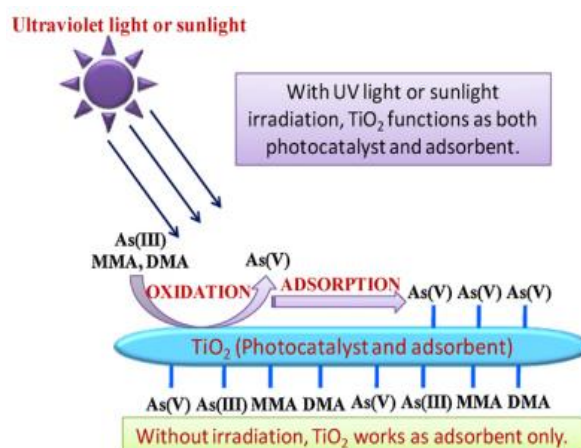 Ultraviolet light or sunlight
With UV light or sunlight
irradiation, TiO₂ functions as both
photocatalyst and adsorbent.
As(III)
MMA, DMA
As(V)
OXIDATION
ADSORPTION
As(V) As(V) As(V)
TiO₂ (Photocatalyst and adsorbent)
As(V) As(III) MMA DMA As(V) As(III) MMA DMA
Without irradiation, TiO₂ works as adsorbent only.